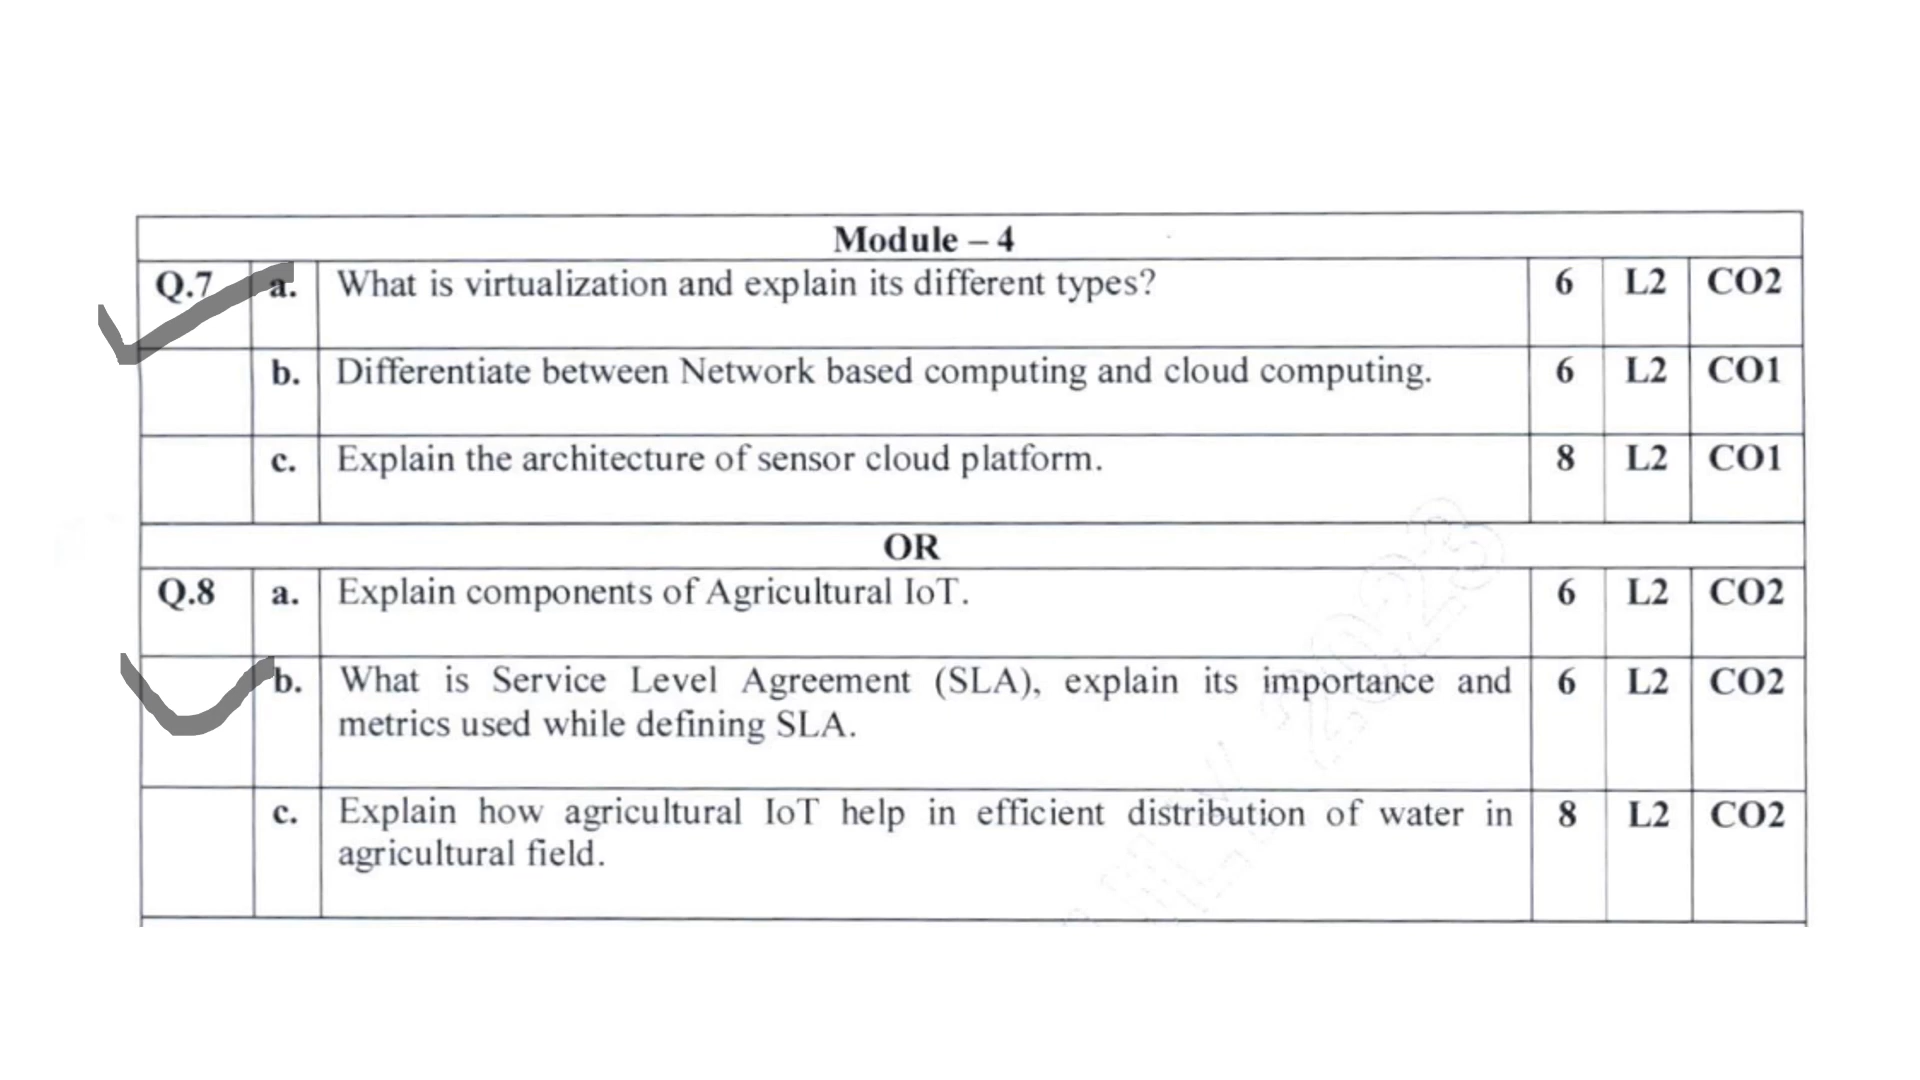 Module – 4
Q.7 a. What is virtualization and explain its different types? 6 L2 CO2
b. Differentiate between Network based computing and cloud computing. 6 L2 CO1
c. Explain the architecture of sensor cloud platform. 8 L2 CO1
OR
Q.8 a. Explain components of Agricultural IoT. 6 L2 CO2
b. What is Service Level Agreement (SLA), explain its importance and 6 L2 CO2
metrics used while defining SLA.
c. Explain how agricultural IoT help in efficient distribution of water in 8 L2 CO2
agricultural field.
2023